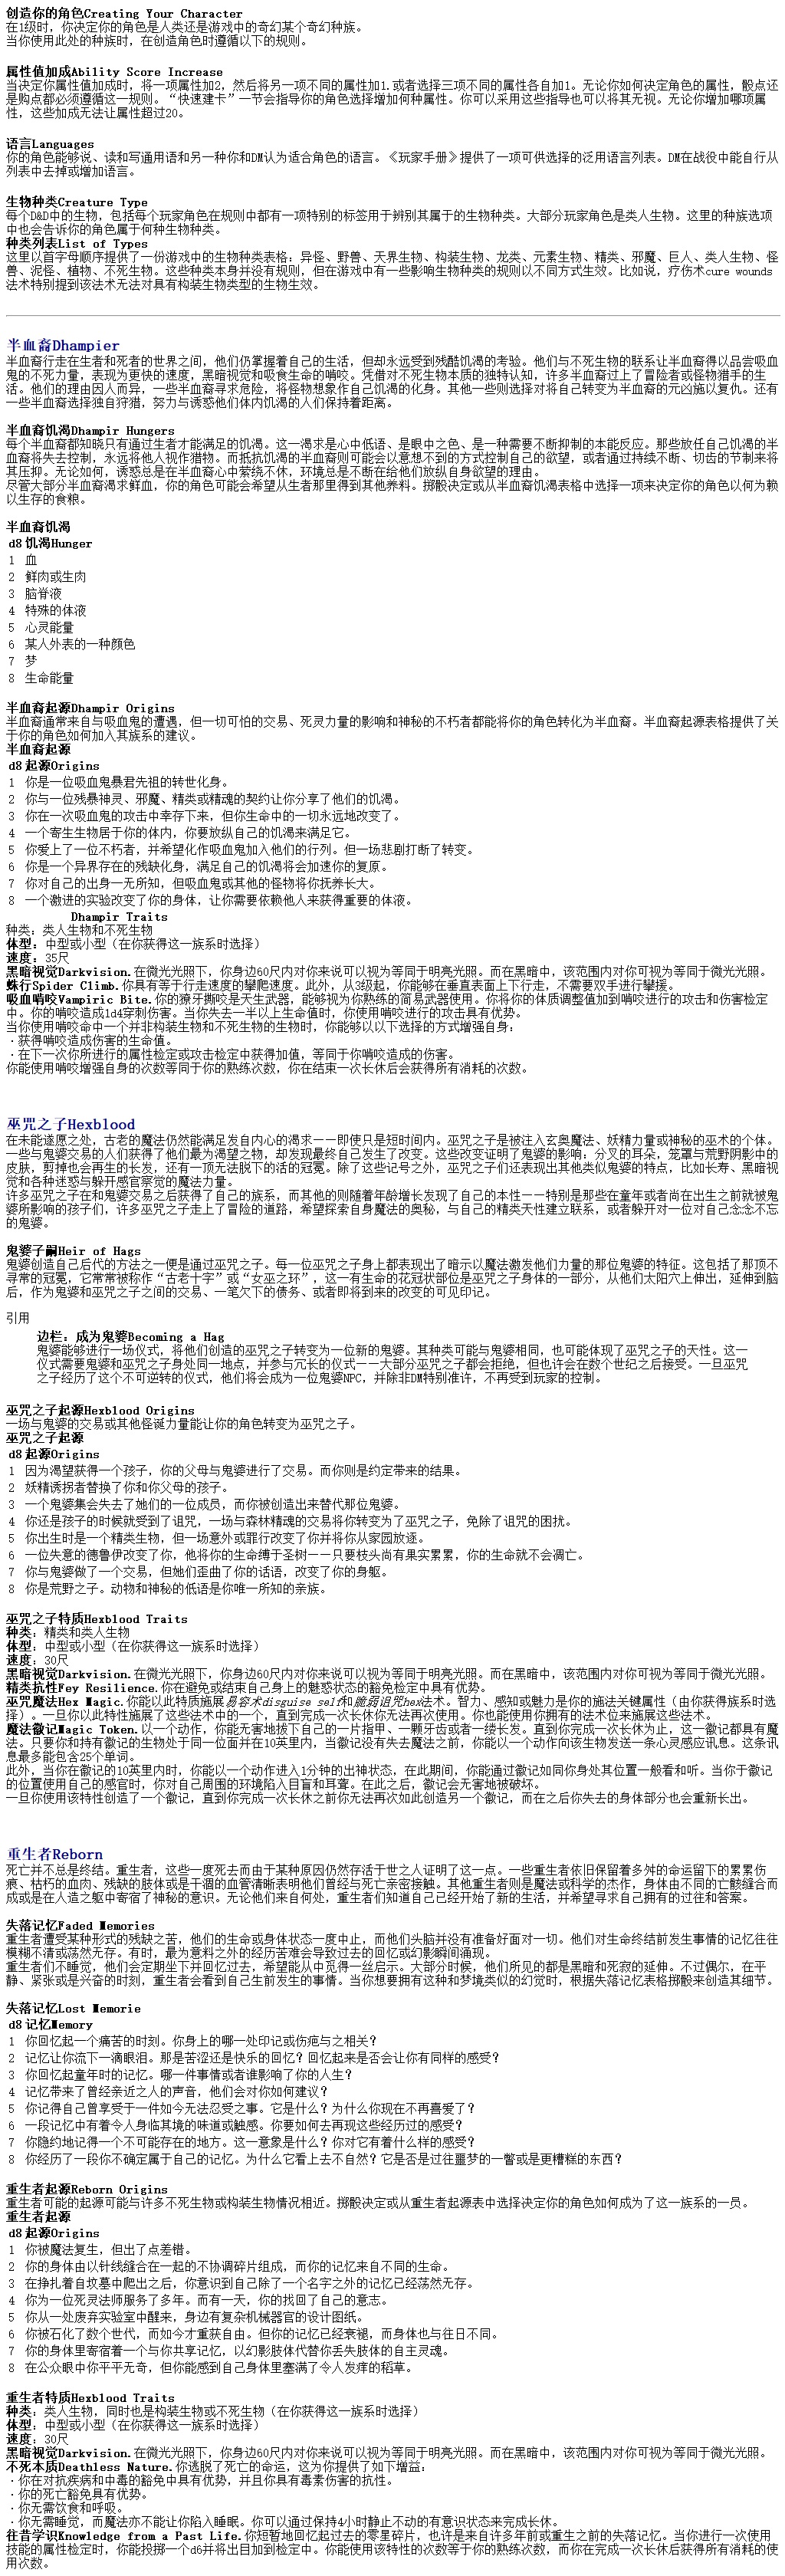 创造你的角色Creating Your Character
在1级时，你决定你的角色是人类还是游戏中的奇幻某个奇幻种族。
当你使用此处的种族时，在创造角色时遵循以下的规则。
属性值加成Ability Score Increase
当决定你属性值加成时，将一项属性加2，然后将另一项不同的属性加1.或者选择三项不同的属性各自加1。无论你如何决定角色的属性，骰点还
是购点都必须遵循这一规则。“快速建卡”一节会指导你的角色选择增加何种属性。你可以采用这些指导也可以将其无视。无论你增加哪项属
性，这些加成无法让属性超过20。
语言Languages
你的角色能够说、读和写通用语和另一种你和DM认为适合角色的语言。《玩家手册》提供了一项可供选择的泛用语言列表。DM在战役中能自行从
列表中去掉或增加语言。
生物种类Creature Type
每个D&D中的生物，包括每个玩家角色在规则中都有一项特别的标签用于辨别其属于的生物种类。大部分玩家角色是类人生物。这里的种族选项
中也会告诉你的角色属于何种生物种类。
种类列表List of Types
这里以首字母顺序提供了一份游戏中的生物种类表格：异怪、野兽、天界生物、构装生物、龙类、元素生物、精类、邪魔、巨人、类人生物、怪
兽、泥怪、植物、不死生物。这些种类本身并没有规则，但在游戏中有一些影响生物种类的规则以不同方式生效。比如说，疗伤术cure wounds
法术特别提到该法术无法对具有构装生物类型的生物生效。
半血裔Dhampier
半血裔行走在生者和死者的世界之间，他们仍掌握着自己的生活，但却永远受到残酷饥渴的考验。他们与不死生物的联系让半血裔得以品尝吸血
鬼的不死力量，表现为更快的速度，黑暗视觉和吸食生命的啃咬。凭借对不死生物本质的独特认知，许多半血裔过上了冒险者或怪物猎手的生
活。他们的理由因人而异，一些半血裔寻求危险，将怪物想象作自己饥渴的化身。其他一些则选择对将自己转变为半血裔的元凶施以复仇。还有
一些半血裔选择独自狩猎，努力与诱惑他们体内饥渴的人们保持着距离。
半血裔饥渴Dhampir Hungers
每个半血裔都知晓只有通过生者才能满足的饥渴。这一渴求是心中低语、是眼中之色、是一种需要不断抑制的本能反应。那些放任自己饥渴的半
血裔将失去控制，永远将他人视作猎物。而抵抗饥渴的半血裔则可能会以意想不到的方式控制自己的欲望，或者通过持续不断、切齿的节制来将
其压抑。无论如何，诱惑总是在半血裔心中萦绕不休，环境总是不断在给他们放纵自身欲望的理由。
尽管大部分半血裔渴求鲜血，你的角色可能会希望从生者那里得到其他养料。掷骰决定或从半血裔饥渴表格中选择一项来决定你的角色以何为赖
以生存的食粮。
半血裔饥渴
d8 饥渴Hunger
1 血
2 鲜肉或生肉
3 脑脊液
4 特殊的体液
5 心灵能量
6 某人外表的一种颜色
7 梦
8 生命能量
半血裔起源Dhampir Origins
半血裔通常来自与吸血鬼的遭遇，但一切可怕的交易、死灵力量的影响和神秘的不朽者都能将你的角色转化为半血裔。半血裔起源表格提供了关
于你的角色如何加入其族系的建议。
半血裔起源
d8 起源Origins
1 你是一位吸血鬼暴君先祖的转世化身。
2 你与一位残暴神灵、邪魔、精类或精魂的契约让你分享了他们的饥渴。
3 你在一次吸血鬼的攻击中幸存下来，但你生命中的一切永远地改变了。
4 一个寄生生物居于你的体内，你要放纵自己的饥渴来满足它。
5 你爱上了一位不朽者，并希望化作吸血鬼加入他们的行列。但一场悲剧打断了转变。
6 你是一个异界存在的残缺化身，满足自己的饥渴将会加速你的复原。
7 你对自己的出身一无所知，但吸血鬼或其他的怪物将你抚养长大。
8 一个激进的实验改变了你的身体，让你需要依赖他人来获得重要的体液。
Dhampir Traits
种类：类人生物和不死生物
体型：中型或小型（在你获得这一族系时选择）
速度：35尺
黑暗视觉Darkvision.在微光光照下，你身边60尺内对你来说可以视为等同于明亮光照。而在黑暗中，该范围内对你可视为等同于微光光照。
蛛行Spider Climb.你具有等于行走速度的攀爬速度。此外，从3级起，你能够在垂直表面上下行走，不需要双手进行攀援。
吸血啃咬Vampiric Bite.你的獠牙撕咬是天生武器，能够视为你熟练的简易武器使用。你将你的体质调整值加到啃咬进行的攻击和伤害检定
中。你的啃咬造成1d4穿刺伤害。当你失去一半以上生命值时，你使用啃咬进行的攻击具有优势。
当你使用啃咬命中一个并非构装生物和不死生物的生物时，你能够以以下选择的方式增强自身：
·获得啃咬造成伤害的生命值。
·在下一次你所进行的属性检定或攻击检定中获得加值，等同于你啃咬造成的伤害。
你能使用啃咬增强自身的次数等同于你的熟练次数，你在结束一次长休后会获得所有消耗的次数。
巫咒之子Hexblood
在未能遂愿之处，古老的魔法仍然能满足发自内心的渴求——即使只是短时间内。巫咒之子是被注入玄奥魔法、妖精力量或神秘的巫术的个体。
一些与鬼婆交易的人们获得了他们最为渴望之物，却发现最终自己发生了改变。这些改变证明了鬼婆的影响：分叉的耳朵，笼罩与荒野阴影中的
皮肤，剪掉也会再生的长发，还有一顶无法脱下的活的冠冕。除了这些记号之外，巫咒之子们还表现出其他类似鬼婆的特点，比如长寿、黑暗视
觉和各种迷惑与躲开感官察觉的魔法力量。
许多巫咒之子在和鬼婆交易之后获得了自己的族系，而其他的则随着年龄增长发现了自己的本性——特别是那些在童年或者尚在出生之前就被鬼
婆所影响的孩子们，许多巫咒之子走上了冒险的道路，希望探索自身魔法的奥秘，与自己的精类天性建立联系，或者躲开对一位对自己念念不忘
的鬼婆。
鬼婆子嗣Heir of Hags
鬼婆创造自己后代的方法之一便是通过巫咒之子。每一位巫咒之子身上都表现出了暗示以魔法激发他们力量的那位鬼婆的特征。这包括了那顶不
寻常的冠冕，它常常被称作“古老十字”或“女巫之环”，这一有生命的花冠状部位是巫咒之子身体的一部分，从他们太阳穴上伸出，延伸到脑
后，作为鬼婆和巫咒之子之间的交易、一笔欠下的债务、或者即将到来的改变的可见印记。
引用
边栏：成为鬼婆Becoming a Hag
鬼婆能够进行一场仪式，将他们创造的巫咒之子转变为一位新的鬼婆。其种类可能与鬼婆相同，也可能体现了巫咒之子的天性。这一
仪式需要鬼婆和巫咒之子身处同一地点，并参与冗长的仪式——大部分巫咒之子都会拒绝，但也许会在数个世纪之后接受。一旦巫咒
之子经历了这个不可逆转的仪式，他们将会成为一位鬼婆NPC，并除非DM特别准许，不再受到玩家的控制。
巫咒之子起源Hexblood Origins
一场与鬼婆的交易或其他怪诞力量能让你的角色转变为巫咒之子。
巫咒之子起源
d8 起源Origins
1 因为渴望获得一个孩子，你的父母与鬼婆进行了交易。而你则是约定带来的结果。
2 妖精诱拐者替换了你和你父母的孩子。
3 一个鬼婆集会失去了她们的一位成员，而你被创造出来替代那位鬼婆。
4 你还是孩子的时候就受到了诅咒，一场与森林精魂的交易将你转变为了巫咒之子，免除了诅咒的困扰。
5 你出生时是一个精类生物，但一场意外或罪行改变了你并将你从家园放逐。
6 一位失意的德鲁伊改变了你，他将你的生命缚于圣树——只要枝头尚有果实累累，你的生命就不会凋亡。
7 你与鬼婆做了一个交易，但她们歪曲了你的话语，改变了你的身躯。
8 你是荒野之子。动物和神秘的低语是你唯一所知的亲族。
巫咒之子特质Hexblood Traits
种类：精类和类人生物
体型：中型或小型（在你获得这一族系时选择）
速度：30尺
黑暗视觉Darkvision.在微光光照下，你身边60尺内对你来说可以视为等同于明亮光照。而在黑暗中，该范围内对你可视为等同于微光光照。
精类抗性Fey Resilience.你在避免或结束自己身上的魅惑状态的豁免检定中具有优势。
巫咒魔法Hex Magic.你能以此特质施展易容术disguise self和脆弱诅咒hex法术。智力、感知或魅力是你的施法关键属性（由你获得族系时选
择）。一旦你以此特性施展了这些法术中的一个，直到完成一次长休你无法再次使用。你也能使用你拥有的法术位来施展这些法术。
魔法徽记Magic Token.以一个动作，你能无害地拔下自己的一片指甲、一颗牙齿或者一缕长发。直到你完成一次长休为止，这一徽记都具有魔
法。只要你和持有徽记的生物处于同一位面并在10英里内，当徽记没有失去魔法之前，你能以一个动作向该生物发送一条心灵感应讯息。这条讯
息最多能包含25个单词。
此外，当你在徽记的10英里内时，你能以一个动作进入1分钟的出神状态，在此期间，你能通过徽记如同你身处其位置一般看和听。当你于徽记
的位置使用自己的感官时，你对自己周围的环境陷入目盲和耳聋。在此之后，徽记会无害地被破坏。
一旦你使用该特性创造了一个徽记，直到你完成一次长休之前你无法再次如此创造另一个徽记，而在之后你失去的身体部分也会重新长出。
重生者Reborn
死亡并不总是终结。重生者，这些一度死去而由于某种原因仍然存活于世之人证明了这一点。一些重生者依旧保留着多舛的命运留下的累累伤
痕、枯朽的血肉、残缺的肢体或是干涸的血管清晰表明他们曾经与死亡亲密接触。其他重生者则是魔法或科学的杰作，身体由不同的亡骸缝合而
成或是在人造之躯中寄宿了神秘的意识。无论他们来自何处，重生者们知道自己已经开始了新的生活，并希望寻求自己拥有的过往和答案。
失落记忆Faded Memories
重生者遭受某种形式的残缺之苦，他们的生命或身体状态一度中止，而他们头脑并没有准备好面对一切。他们对生命终结前发生事情的记忆往往
模糊不清或荡然无存。有时，最为意料之外的经历苦难会导致过去的回忆或幻影瞬间涌现。
重生者们不睡觉，他们会定期坐下并回忆过去，希望能从中觅得一丝启示。大部分时候，他们所见的都是黑暗和死寂的延伸。不过偶尔，在平
静、紧张或是兴奋的时刻，重生者会看到自己生前发生的事情。当你想要拥有这种和梦境类似的幻觉时，根据失落记忆表格掷骰来创造其细节。
失落记忆Lost Memorie
d8 记忆Memory
1 你回忆起一个痛苦的时刻。你身上的哪一处印记或伤疤与之相关？
2 记忆让你流下一滴眼泪。那是苦涩还是快乐的回忆？回忆起来是否会让你有同样的感受？
3 你回忆起童年时的记忆。哪一件事情或者谁影响了你的人生？
4 记忆带来了曾经亲近之人的声音，他们会对你如何建议？
5 你记得自己曾享受于一件如今无法忍受之事。它是什么？为什么你现在不再喜爱了？
6 一段记忆中有着令人身临其境的味道或触感。你要如何去再现这些经历过的感受？
7 你隐约地记得一个不可能存在的地方。这一意象是什么？你对它有着什么样的感受？
8 你经历了一段你不确定属于自己的记忆。为什么它看上去不自然？它是否是过往噩梦的一瞥或是更糟糕的东西？
重生者起源Reborn Origins
重生者可能的起源可能与许多不死生物或构装生物情况相近。掷骰决定或从重生者起源表中选择决定你的角色如何成为了这一族系的一员。
重生者起源
d8 起源Origins
1 你被魔法复生，但出了点差错。
2 你的身体由以针线缝合在一起的不协调碎片组成，而你的记忆来自不同的生命。
3 在挣扎着自坟墓中爬出之后，你意识到自己除了一个名字之外的记忆已经荡然无存。
4 你为一位死灵法师服务了多年。而有一天，你的找回了自己的意志。
5 你从一处废弃实验室中醒来，身边有复杂机械器官的设计图纸。
6 你被石化了数个世代，而如今才重获自由。但你的记忆已经衰褪，而身体也与往日不同。
7 你的身体里寄宿着一个与你共享记忆，以幻影肢体代替你丢失肢体的自主灵魂。
8 在公众眼中你平平无奇，但你能感到自己身体里塞满了令人发痒的稻草。
重生者特质Hexblood Traits
种类：类人生物，同时也是构装生物或不死生物（在你获得这一族系时选择）
体型：中型或小型（在你获得这一族系时选择）
速度：30尺
黑暗视觉Darkvision.在微光光照下，你身边60尺内对你来说可以视为等同于明亮光照。而在黑暗中，该范围内对你可视为等同于微光光照。
不死本质Deathless Nature.你逃脱了死亡的命运，这为你提供了如下增益：
·你在对抗疾病和中毒的豁免中具有优势，并且你具有毒素伤害的抗性。
·你的死亡豁免具有优势。
·你无需饮食和呼吸。
·你无需睡觉，而魔法亦不能让你陷入睡眠。你可以通过保持4小时静止不动的有意识状态来完成长休。
往昔学识Knowledge from a Past Life.你短暂地回忆起过去的零星碎片，也许是来自许多年前或重生之前的失落记忆。当你进行一次使用
技能的属性检定时，你能投掷一个d6并将出目加到检定中。你能使用该特性的次数等于你的熟练次数，而你在完成一次长休后获得所有消耗的使
用次数。